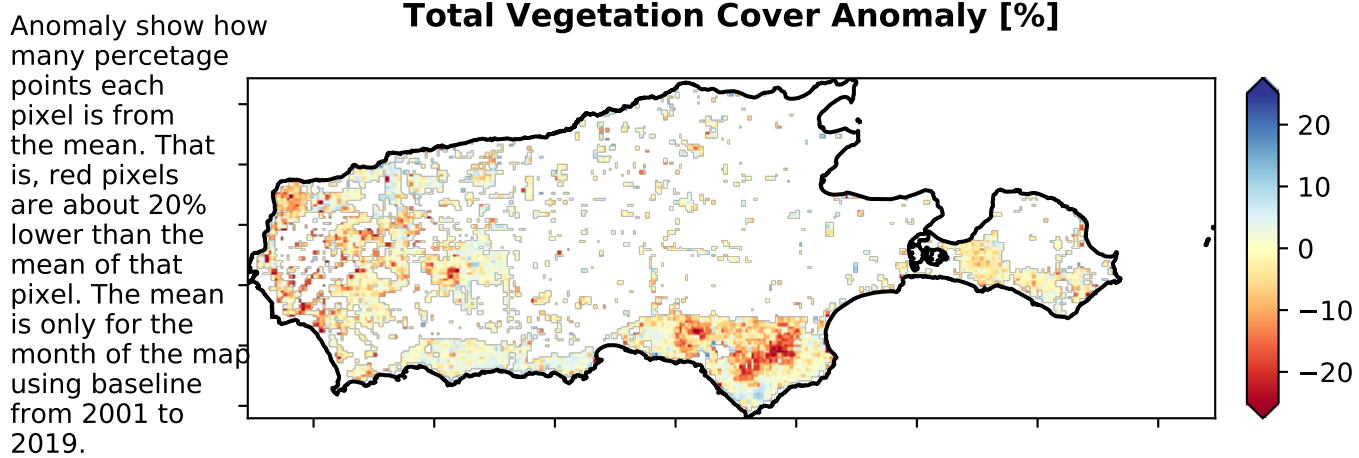 Total Vegetation Cover Anomaly [%]
Anomaly show how
many percetage
points each
pixel is from
the mean. That
is, red pixels
are about 20%
lower than the
mean of that
pixel. The mean
is only for the
month of the map
using baseline
from 2001 to
2019.
20
10
0
−10
−20